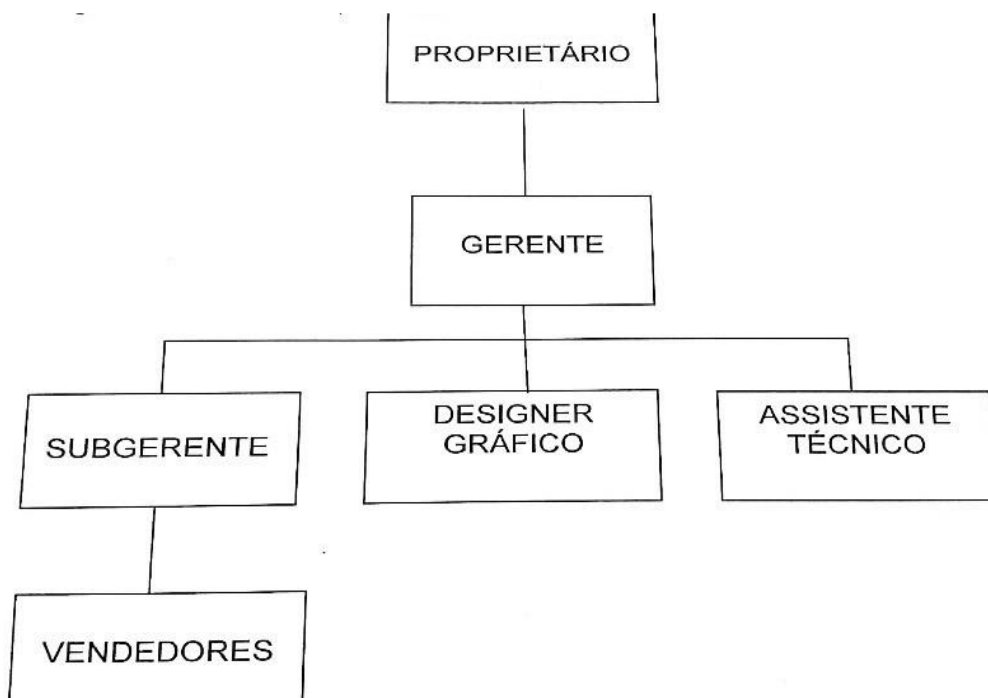 PROPRIETÁRIO
GERENTE
SUBGERENTE
DESIGNER
GRÁFICO
ASSISTENTE
TÉCNICO
VENDEDORES